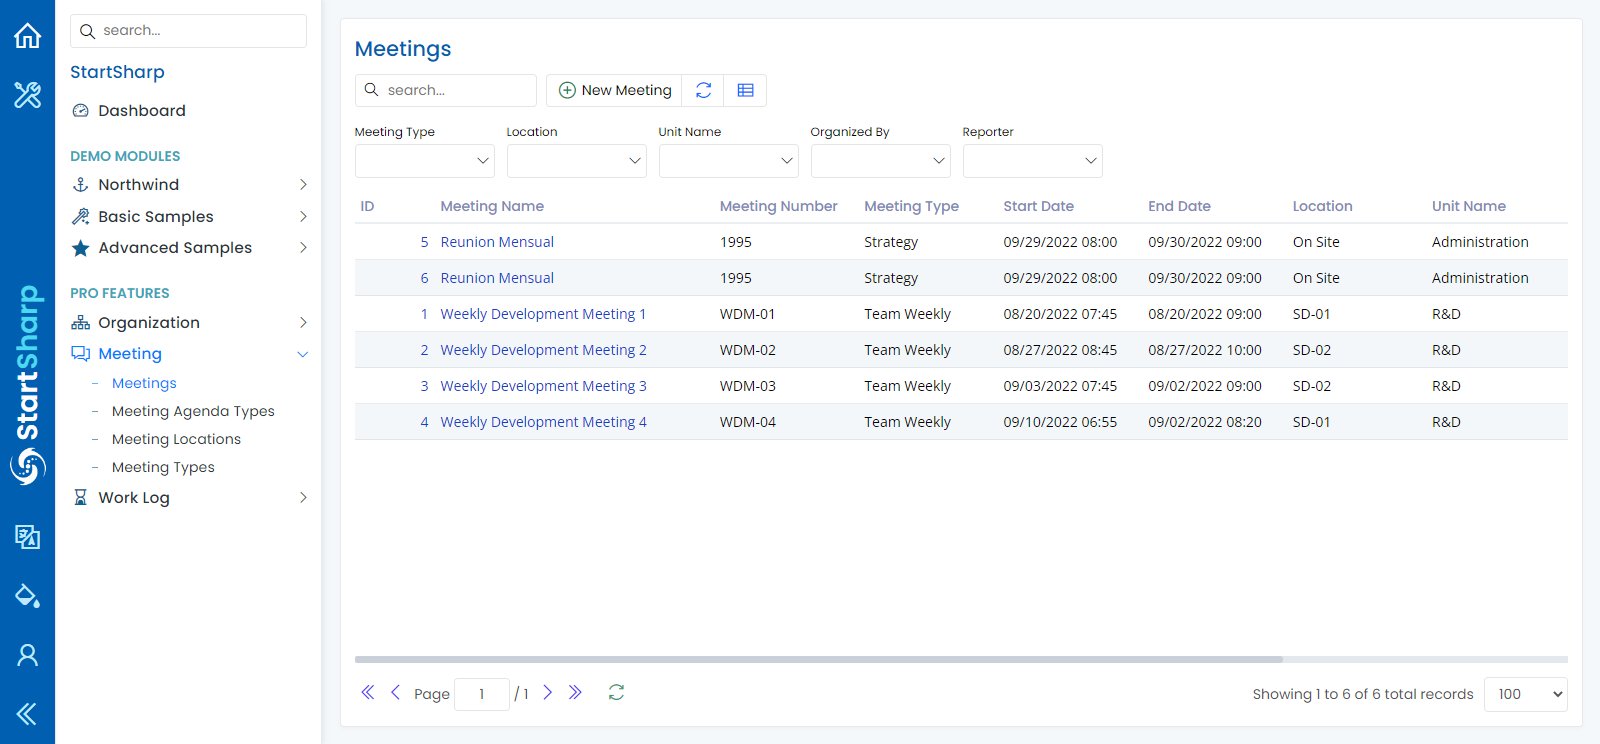 StartSharp
search...
StartSharp
Dashboard
DEMO MODULES
Northwind
Basic Samples
Advanced Samples
PRO FEATURES
Organization
Meeting
- Meetings
- Meeting Agenda Types
- Meeting Locations
- Meeting Types
Work Log
Meetings
search... New Meeting
Meeting Type Location Unit Name Organized By Reporter
ID Meeting Name Meeting Number Meeting Type Start Date End Date Location Unit Name
5 Reunion Mensual 1995 Strategy 09/29/2022 08:00 09/30/2022 09:00 On Site Administration
6 Reunion Mensual 1995 Strategy 09/29/2022 08:00 09/30/2022 09:00 On Site Administration
1 Weekly Development Meeting 1 WDM-01 Team Weekly 08/20/2022 07:45 08/20/2022 09:00 SD-01 R&D
2 Weekly Development Meeting 2 WDM-02 Team Weekly 08/27/2022 08:45 08/27/2022 10:00 SD-02 R&D
3 Weekly Development Meeting 3 WDM-03 Team Weekly 09/03/2022 07:45 09/02/2022 09:00 SD-02 R&D
4 Weekly Development Meeting 4 WDM-04 Team Weekly 09/10/2022 06:55 09/02/2022 08:20 SD-01 R&D
Page 1 / 1 Showing 1 to 6 of 6 total records 100